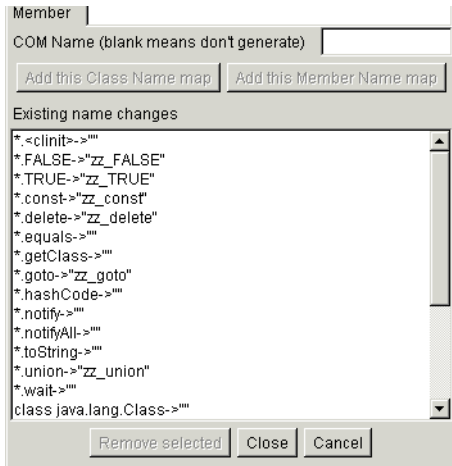 Member
COM Name (blank means don't generate)
Add this Class Name map Add this Member Name map
Existing name changes
*.<clinit>->""
*.FALSE->"zz_FALSE"
*.TRUE->"zz_TRUE"
*.const->"zz_const"
*.delete->"zz_delete"
*.equals->""
*.getClass->""
*.goto->"zz_goto"
*.hashCode->""
*.notify->""
*.notifyAll->""
*.toString->""
*.union->"zz_union"
*.wait->""
class java.lang.Class->""
Remove selected Close Cancel